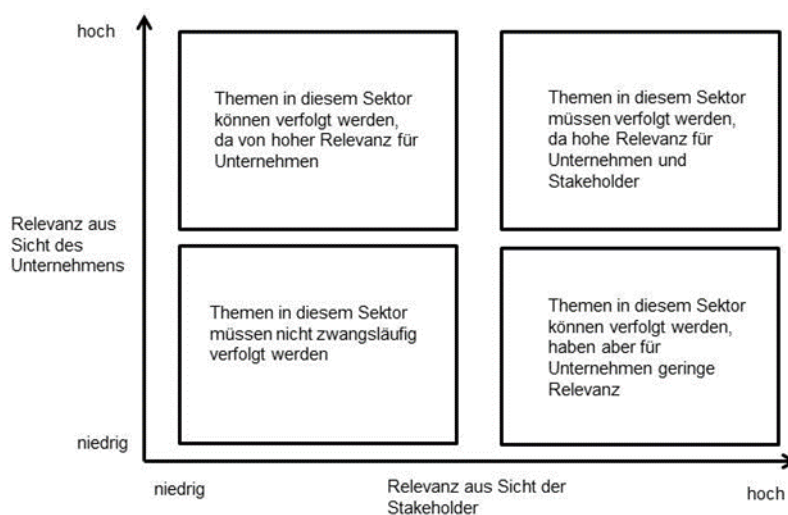 hoch
Themen in diesem Sektor
können verfolgt werden,
da von hoher Relevanz für
Unternehmen
Themen in diesem Sektor
müssen verfolgt werden,
da hohe Relevanz für
Unternehmen und
Stakeholder
Relevanz aus
Sicht des
Unternehmens
Themen in diesem Sektor
müssen nicht zwangsläufig
verfolgt werden
Themen in diesem Sektor
können verfolgt werden,
haben aber für
Unternehmen geringe
Relevanz
niedrig
niedrig
Relevanz aus Sicht der
Stakeholder
hoch